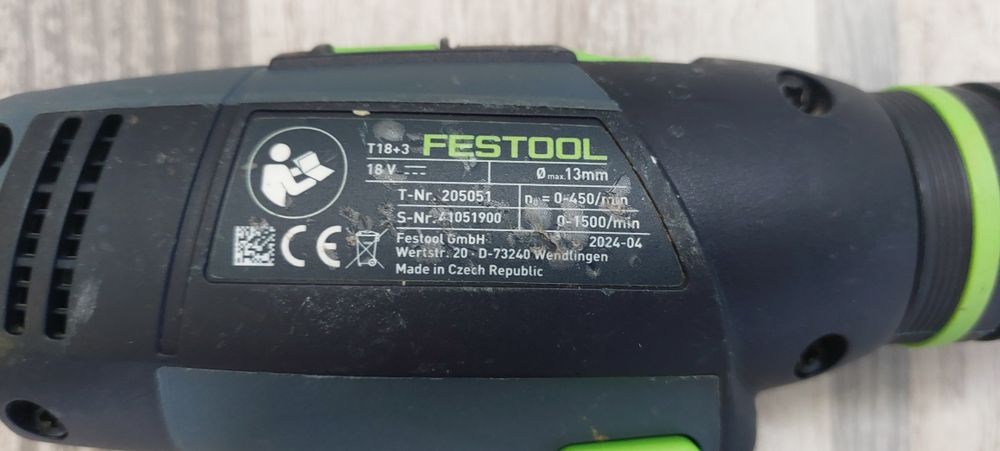 T18+3 FESTOOL
18 V Ø max. 13mm
T-Nr. 205051 n₀ = 0-450/min
S-Nr. 41051900 0-1500/min
Festool GmbH 2024-04
Wertstr. 20 · D-73240 Wendlingen
Made in Czech Republic